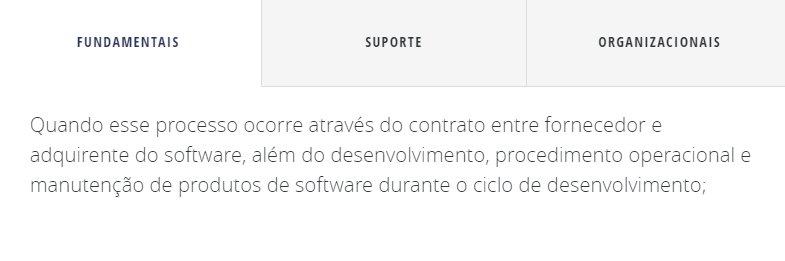 FUNDAMENTAIS SUPORTE ORGANIZACIONAIS
Quando esse processo ocorre através do contrato entre fornecedor e
adquirente do software, além do desenvolvimento, procedimento operacional e
manutenção de produtos de software durante o ciclo de desenvolvimento;